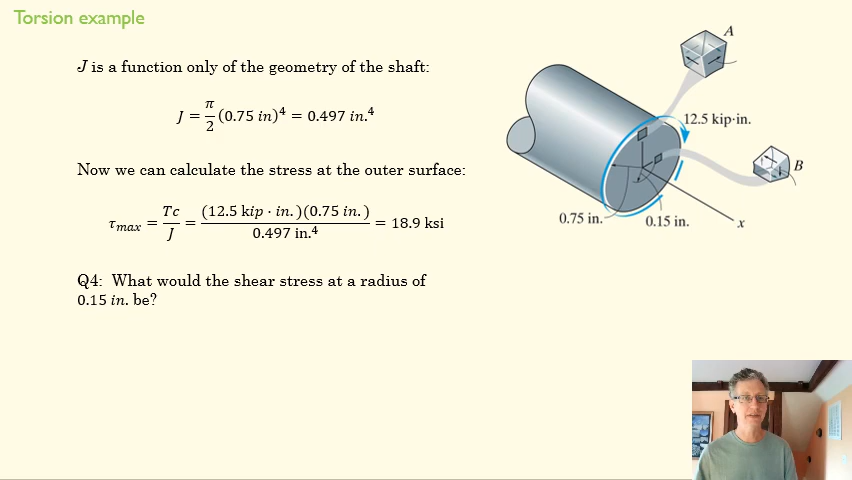 Torsion example
J is a function only of the geometry of the shaft:
J = π/2 (0.75 in)⁴ = 0.497 in.⁴
Now we can calculate the stress at the outer surface:
τmax = Tc/J = (12.5 kip · in.)(0.75 in.)/0.497 in.⁴ = 18.9 ksi
Q4: What would the shear stress at a radius of
0.15 in. be?
A
12.5 kip·in.
B
0.75 in.
0.15 in.
x